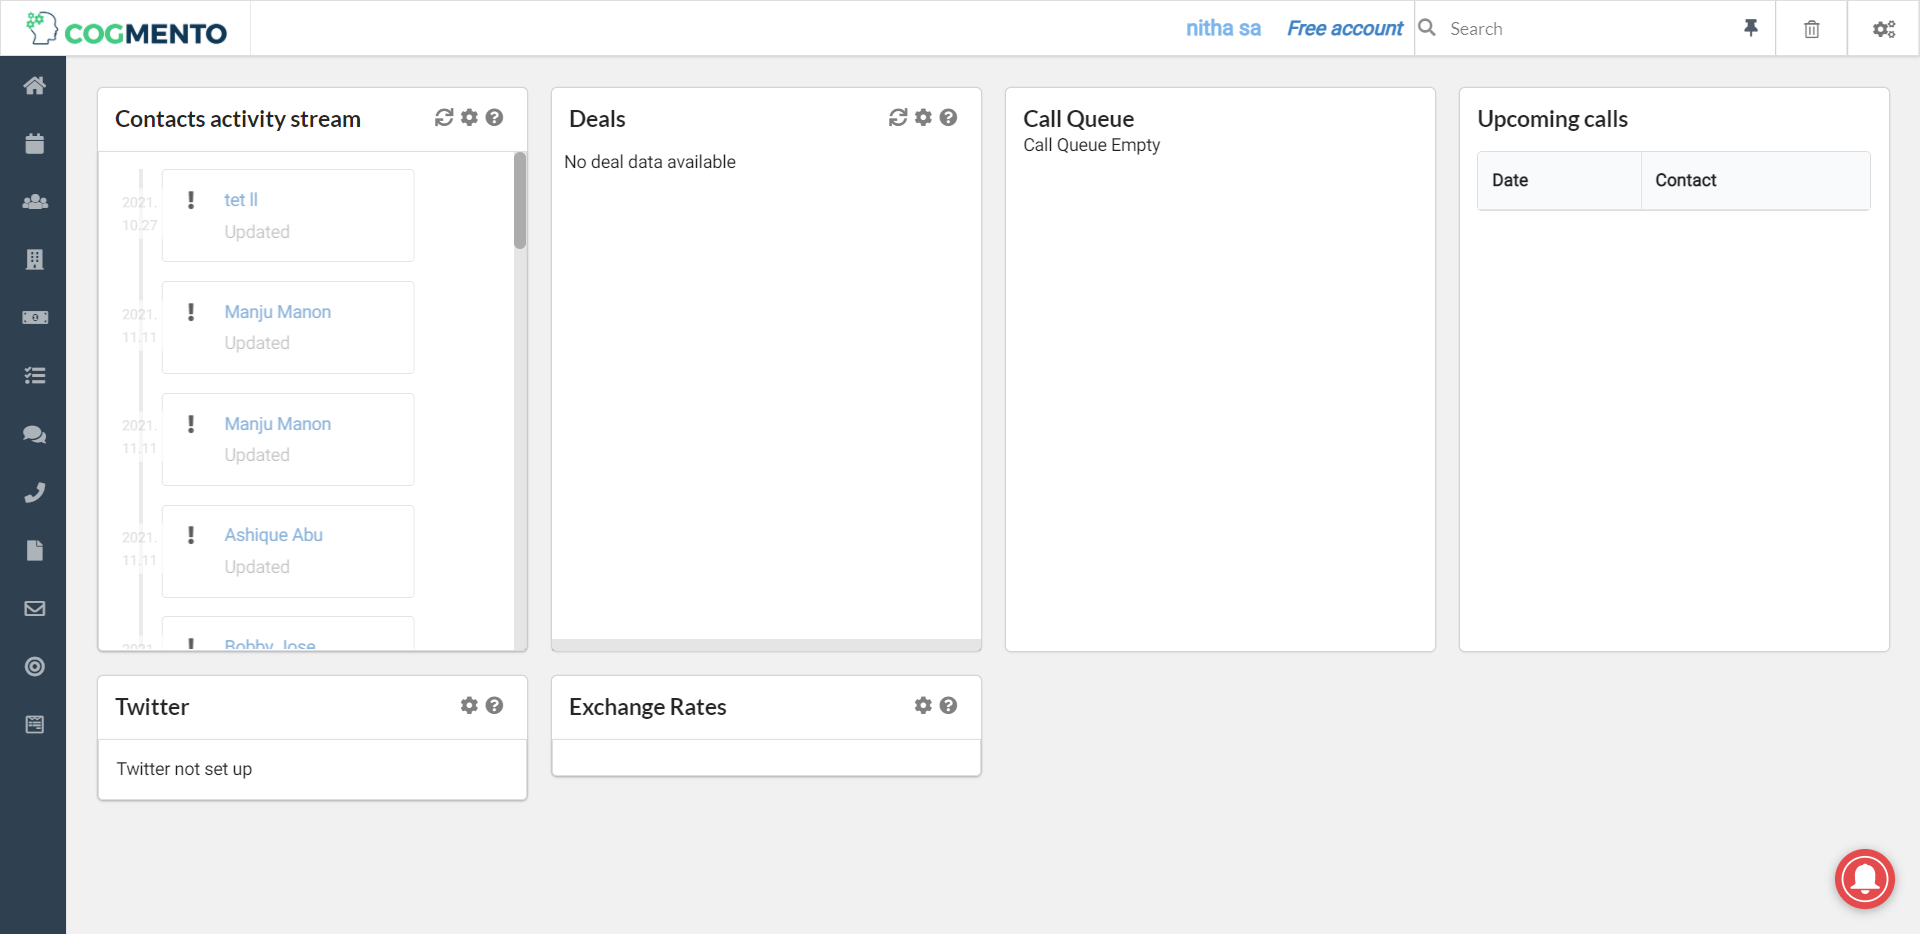 COGMENTO
nitha sa
Free account
Search
Contacts activity stream
2021.
10.27
tet ll
Updated
2021.
11.11
Manju Manon
Updated
2021.
11.11
Manju Manon
Updated
2021.
11.11
Ashique Abu
Updated
2021.
Bobby Jose
Deals
No deal data available
Call Queue
Call Queue Empty
Upcoming calls
Date
Contact
Twitter
Twitter not set up
Exchange Rates